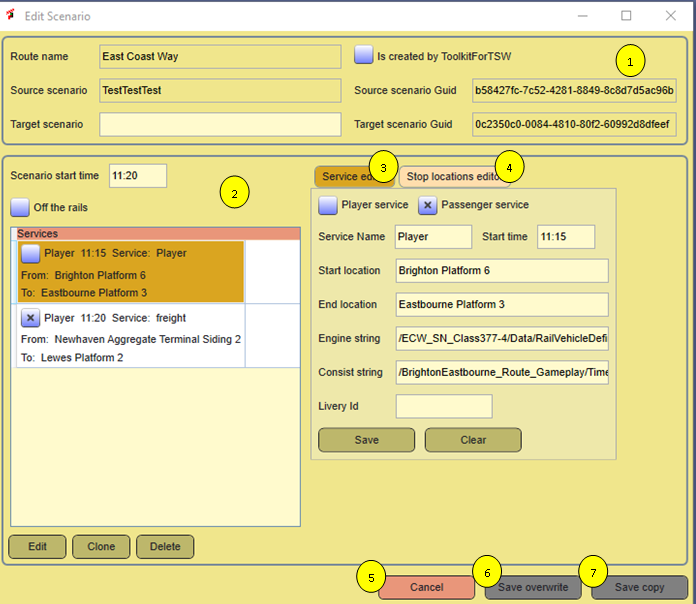 Edit Scenario
Route name East Coast Way Is created by ToolkitForTSW 1
Source scenario TestTestTest Source scenario Guid b58427fc-7c52-4281-8849-8c8d7d5ac96b
Target scenario Target scenario Guid 0c2350c0-0084-4810-80f2-60992d8dfeef
Scenario start time 11:20 2
Off the rails
Services
Player 11:15 Service: Player
From: Brighton Platform 6
To: Eastbourne Platform 3
Player 11:20 Service: freight
From: Newhaven Aggregate Terminal Siding 2
To: Lewes Platform 2
Edit Clone Delete
Service 3 Stop locations 4
Player service Passenger service
Service Name Player Start time 11:15
Start location Brighton Platform 6
End location Eastbourne Platform 3
Engine string /ECW_SN_Class377-4/Data/RailVehicleDefi
Consist string /BrightonEastbourne_Route_Gameplay/Time
Livery Id
Save Clear
5 Cancel 6 Save overwrite 7 Save copy